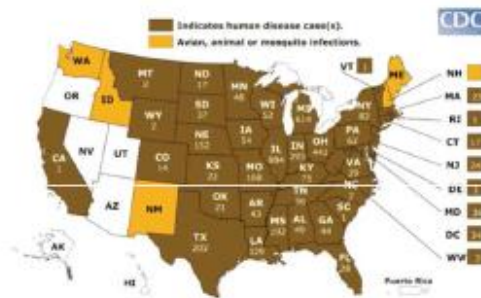 Indicates human disease case(s).
Avian, animal or mosquito infections.
CDC
WA
MT
2
ND
17
MN
48
VT
ME
NH
OR
ID
SD
37
WI
52
MI
614
NY
82
MA
WY
2
IA
54
PA
62
RI
NV
UT
NE
152
IL
884
IN
293
OH
441
CT
CA
1
CO
14
KS
22
MO
168
KY
75
VA
29
NJ
DE
AZ
NM
OK
21
AR
43
TN
56
NC
2
MD
SC
1
DC
TX
202
LA
329
MS
192
AL
49
GA
44
WV
AK
HI
FL
28
Puerto Rico